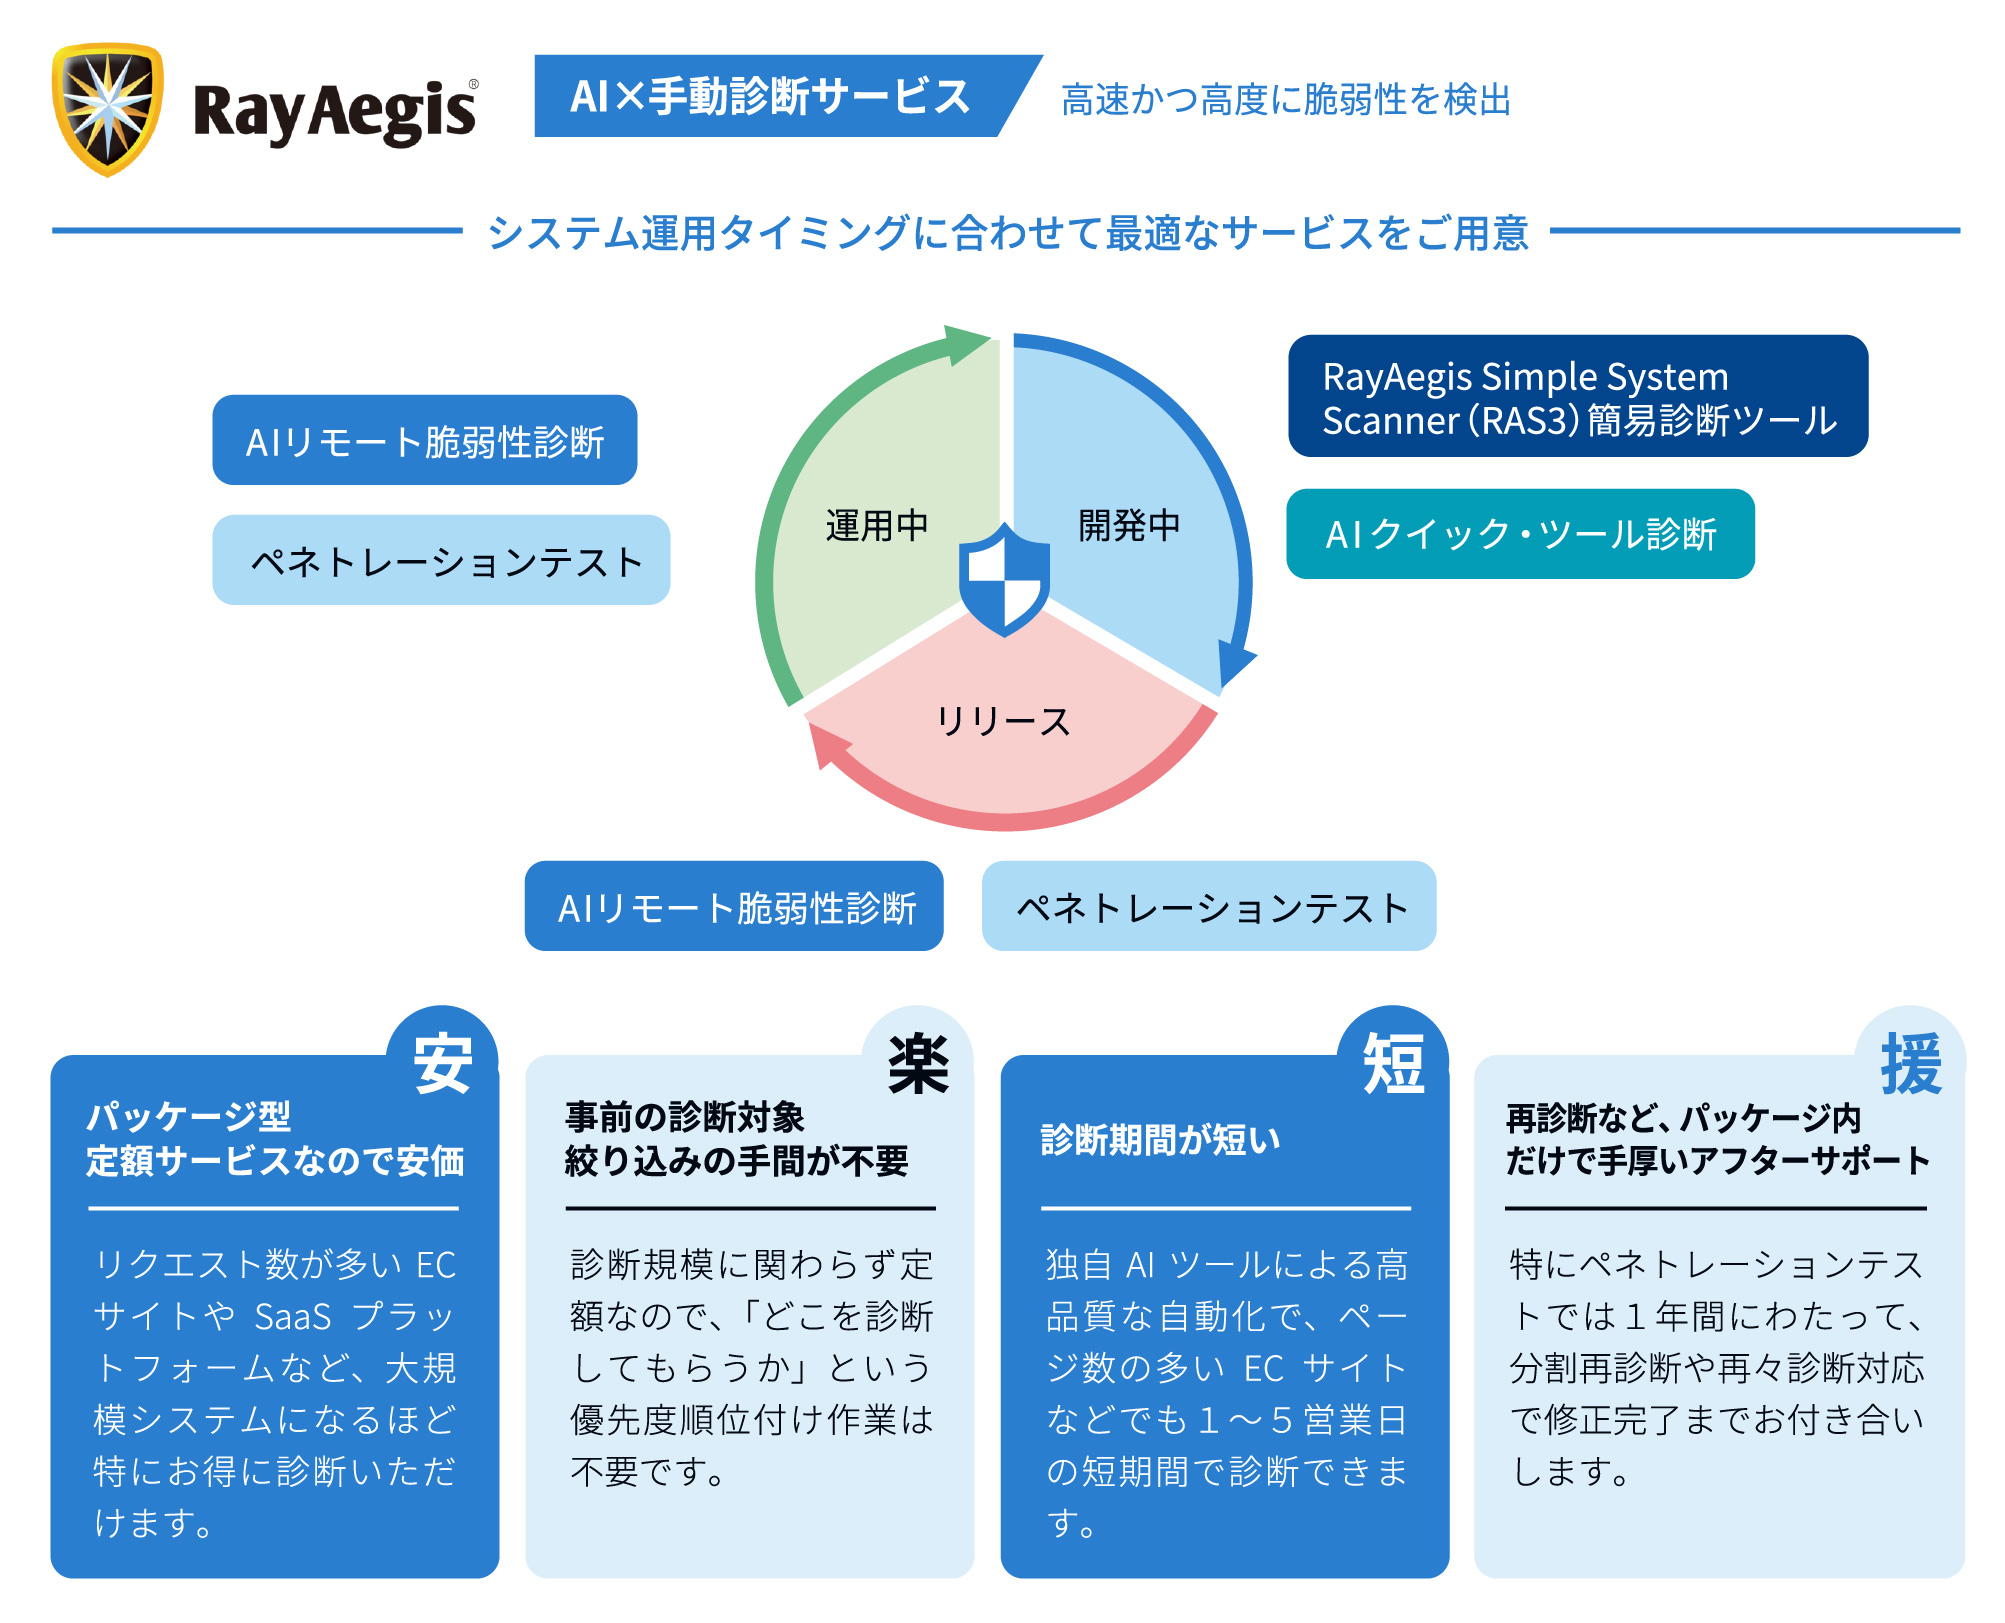 RayAegis®
AI×手動診断サービス
高速かつ高度に脆弱性を検出
システム運用タイミングに合わせて最適なサービスをご用意
RayAegis Simple System
Scanner（RAS3）簡易診断ツール
AIリモート脆弱性診断
AIクイック・ツール診断
ペネトレーションテスト
運用中
開発中
リリース
AIリモート脆弱性診断
ペネトレーションテスト
安
パッケージ型
定額サービスなので安価
リクエスト数が多い EC
サイトや SaaS プラッ
トフォームなど、大規
模システムになるほど
特にお得に診断いただ
けます。
楽
事前の診断対象
絞り込みの手間が不要
診断規模に関わらず定
額なので、「どこを診断
してもらうか」という
優先度順位付け作業は
不要です。
短
診断期間が短い
独自 AI ツールによる高
品質な自動化で、ペー
ジ数の多い EC サイト
などでも１～５営業日
の短期間で診断できま
す。
援
再診断など、パッケージ内
だけで手厚いアフターサポート
特にペネトレーションテス
トでは１年間にわたって、
分割再診断や再々診断対応
で修正完了までお付き合い
します。